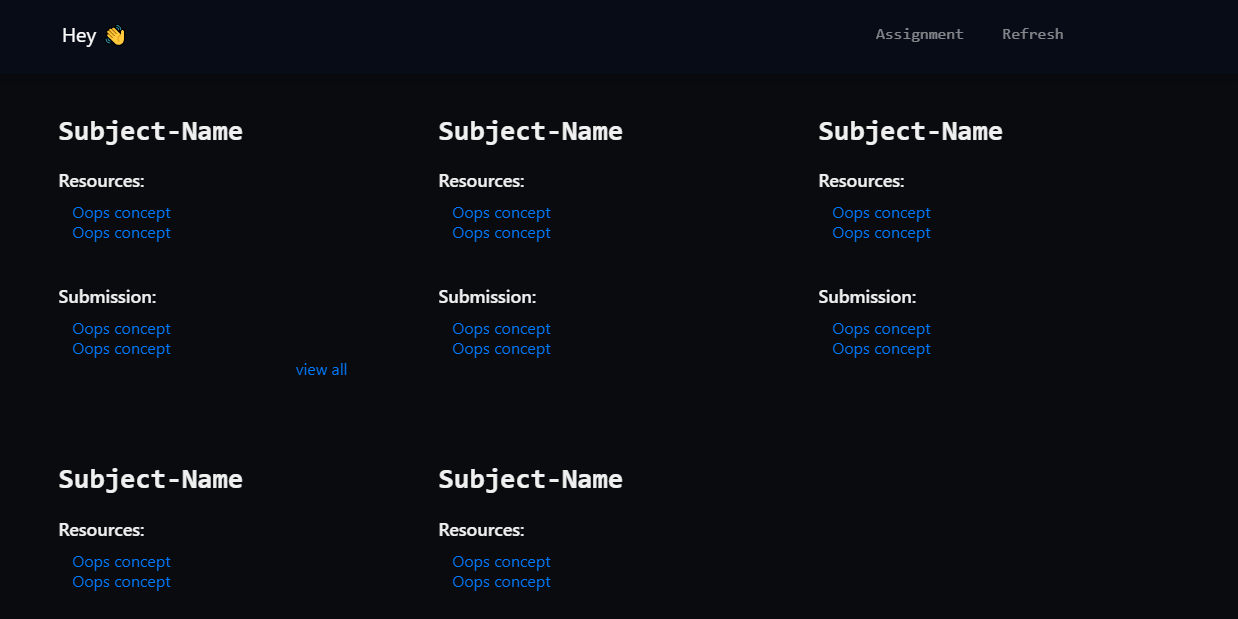 Hey 👋
Assignment
Refresh
Subject-Name
Resources:
Oops concept
Oops concept
Submission:
Oops concept
Oops concept
view all
Subject-Name
Resources:
Oops concept
Oops concept
Submission:
Oops concept
Oops concept
Subject-Name
Resources:
Oops concept
Oops concept
Submission:
Oops concept
Oops concept
Subject-Name
Resources:
Oops concept
Oops concept
Subject-Name
Resources:
Oops concept
Oops concept